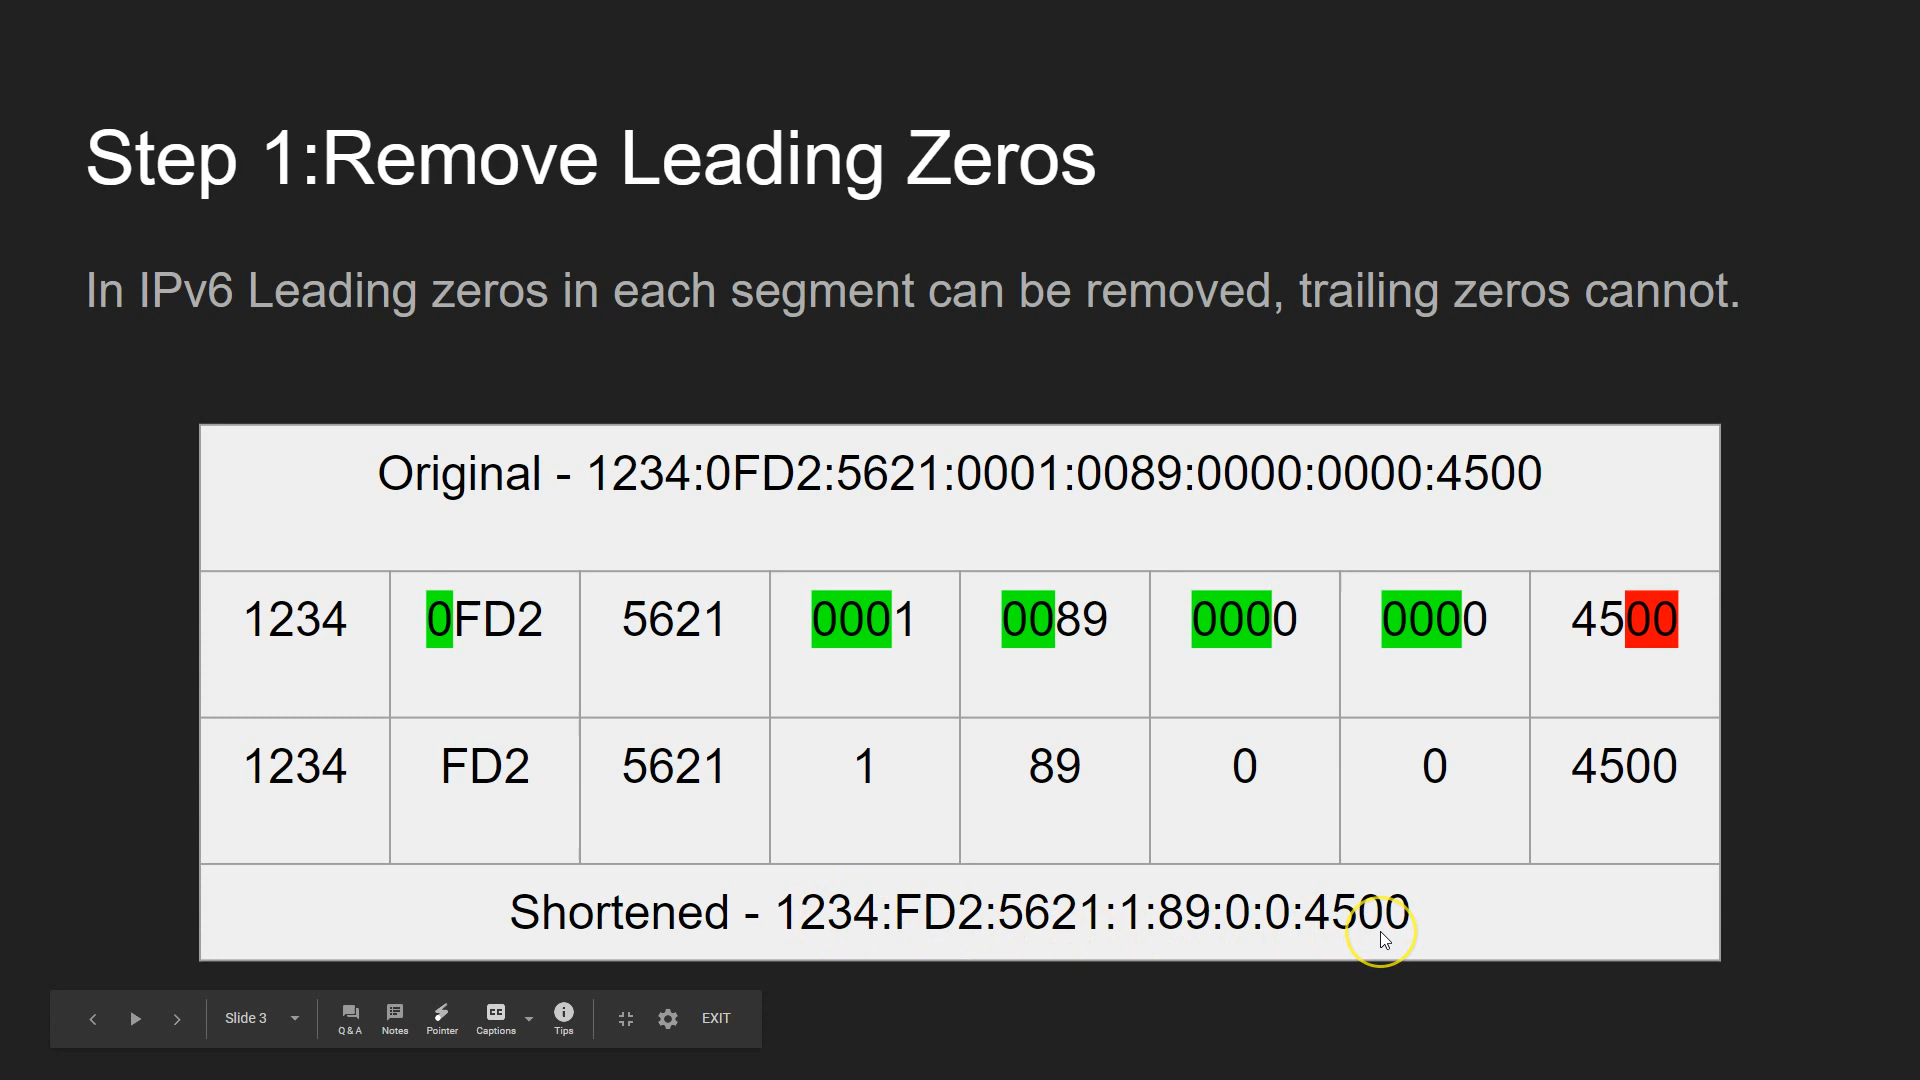 Step 1:Remove Leading Zeros
In IPv6 Leading zeros in each segment can be removed, trailing zeros cannot.
Original - 1234:0FD2:5621:0001:0089:0000:0000:4500
1234 0FD2 5621 0001 0089 0000 0000 4500
1234 FD2 5621 1 89 0 0 4500
Shortened - 1234:FD2:5621:1:89:0:0:4500
Slide 3 Q & A Notes Pointer CC Captions i Tips EXIT